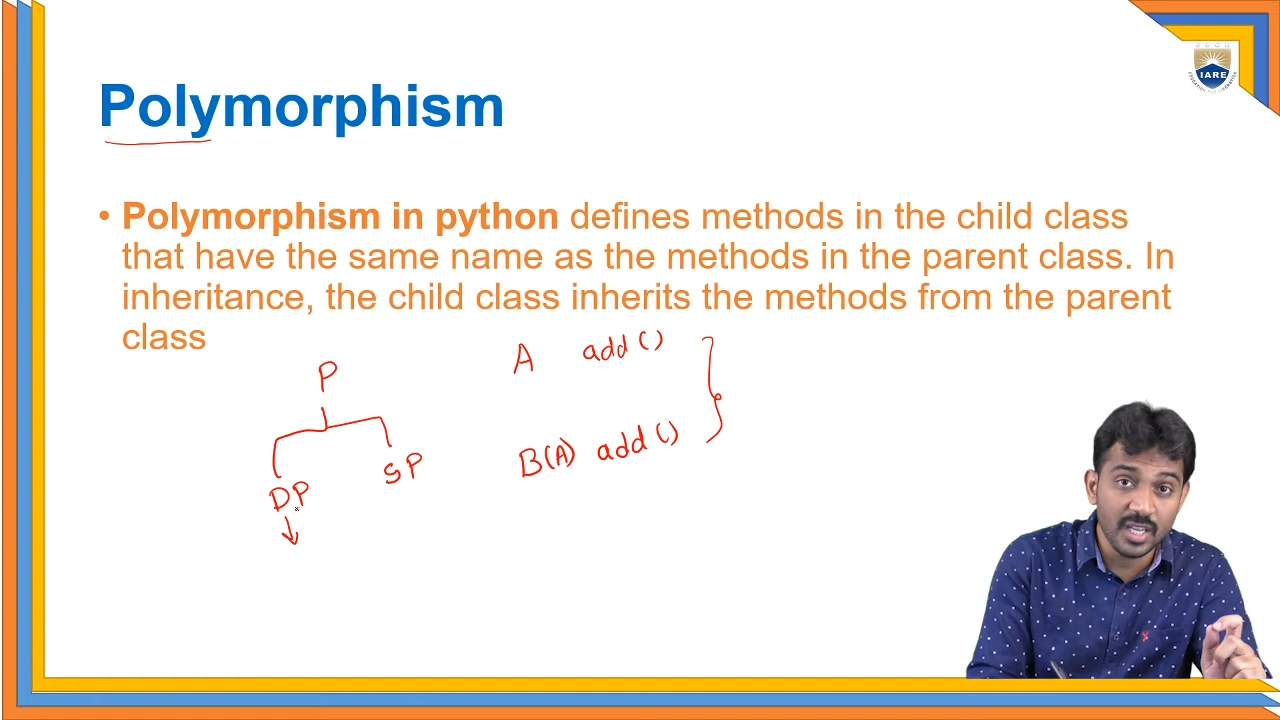 IARE
Polymorphism
• Polymorphism in python defines methods in the child class
that have the same name as the methods in the parent class. In
inheritance, the child class inherits the methods from the parent
class
P
A add()
DP SP
B(A) add()